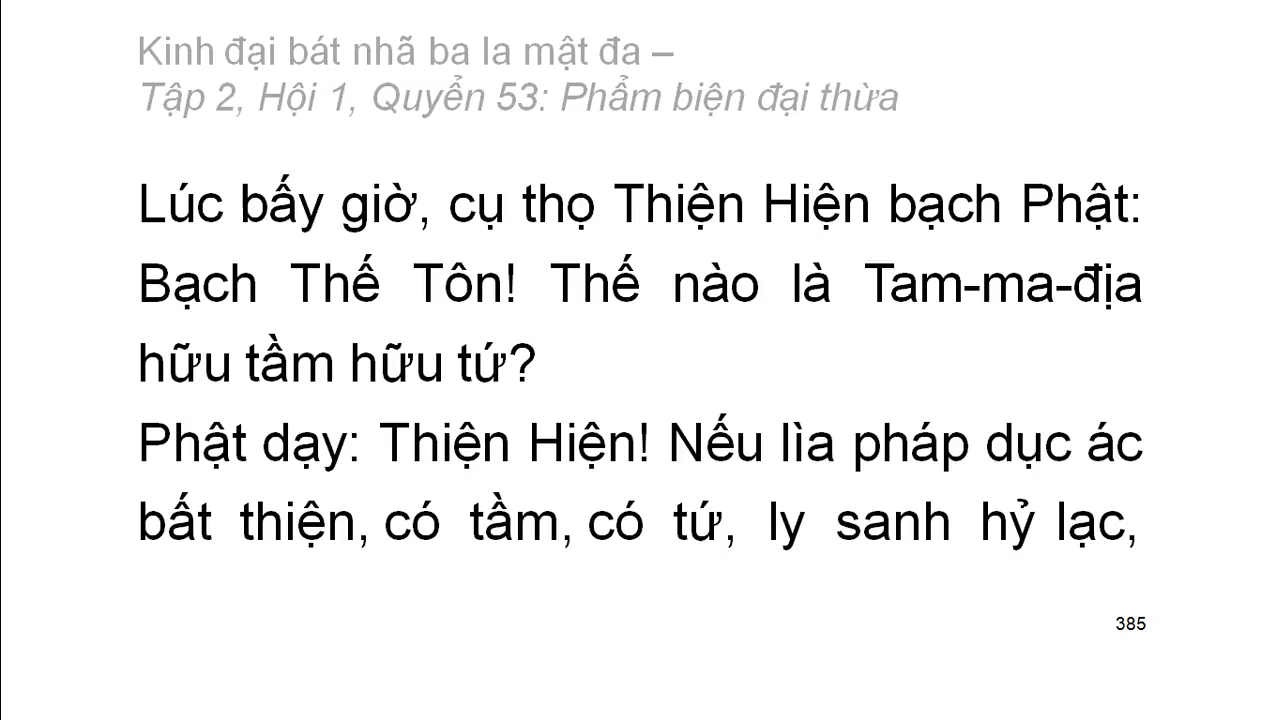 Kinh đại bát nhã ba la mật đa –
Tập 2, Hội 1, Quyển 53: Phẩm biện đại thừa
Lúc bấy giờ, cụ thọ Thiện Hiện bạch Phật:
Bạch Thế Tôn! Thế nào là Tam-ma-địa
hữu tầm hữu tứ?
Phật dạy: Thiện Hiện! Nếu lìa pháp dục ác
bất thiện, có tầm, có tứ, ly sanh hỷ lạc,
385